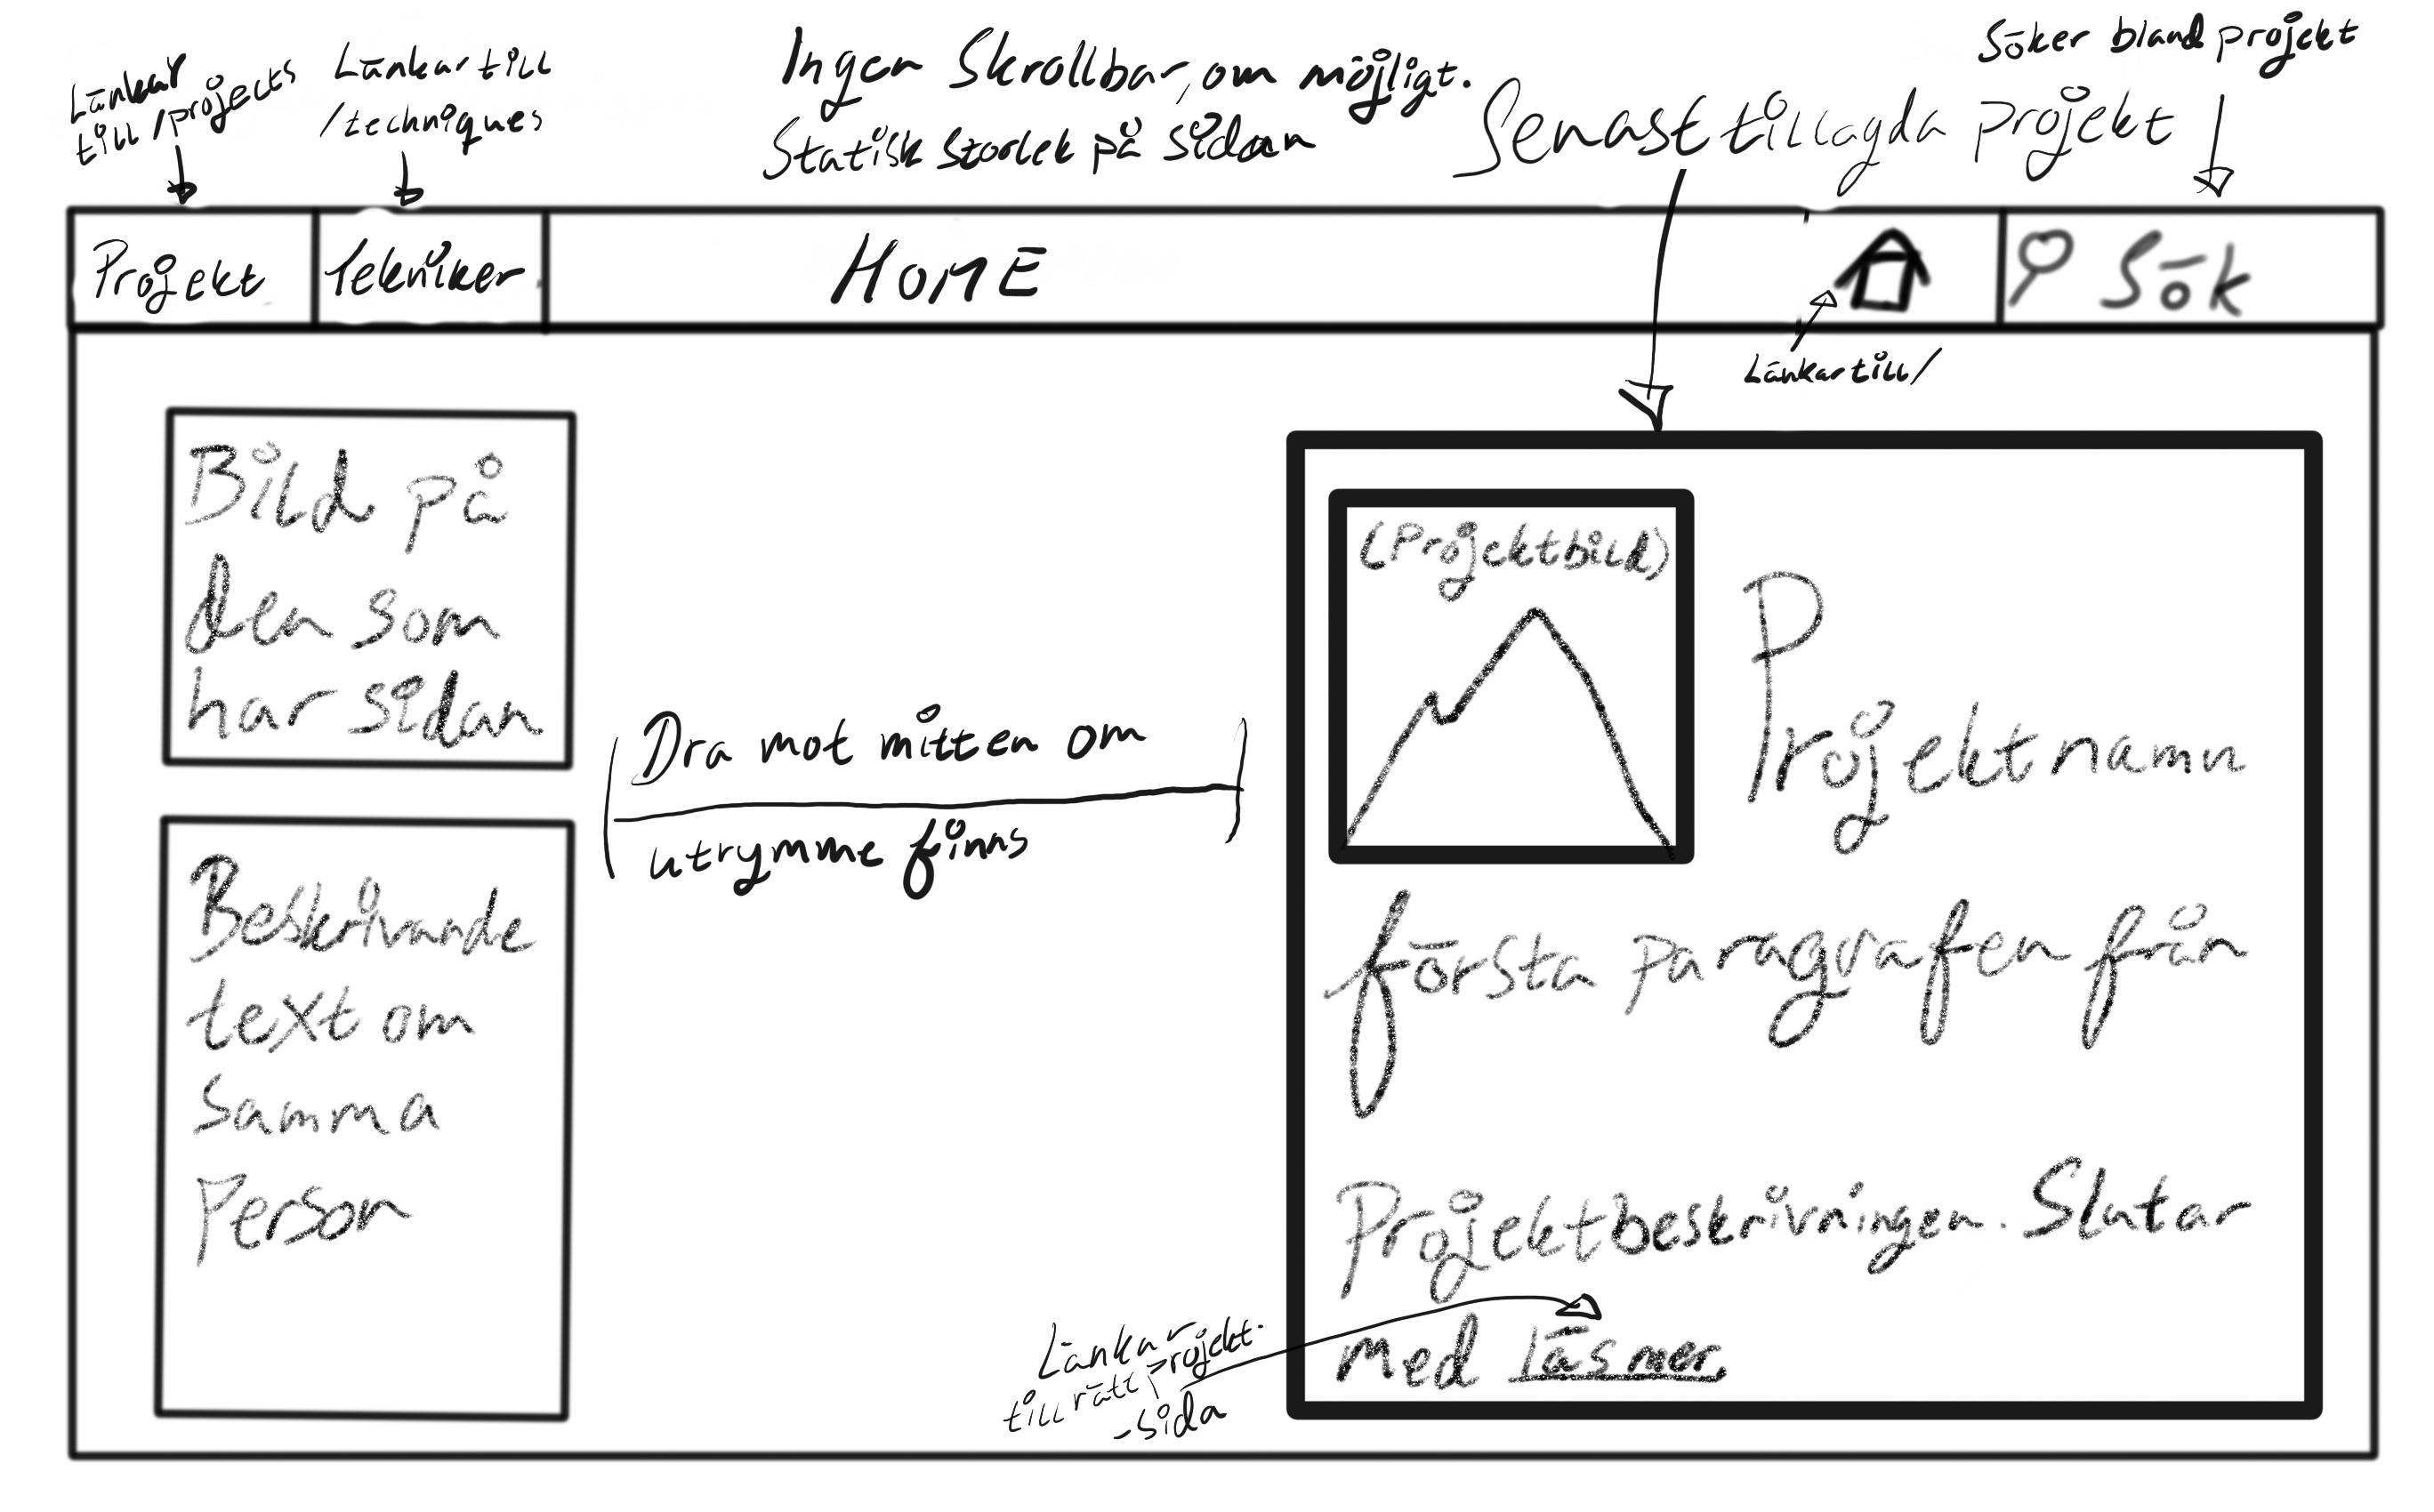 Länkar
till /projects
Länkar till
/techniques
Ingen Skrollbar, om möjligt.
Statisk storlek på sidan
Söker bland projekt
Senast tillagda projekt
Projekt
Tekniker
HOME
Sök
Länkar till /
Bild på
den som
har sidan
Beskrivande
text om
samma
Person
Dra mot mitten om
utrymme finns
(Projektbild)
Projektnamn
första paragrafen från
Projektbeskrivningen. Slutar
med läs mer.
Länkar
till rätt projekt-
-sida